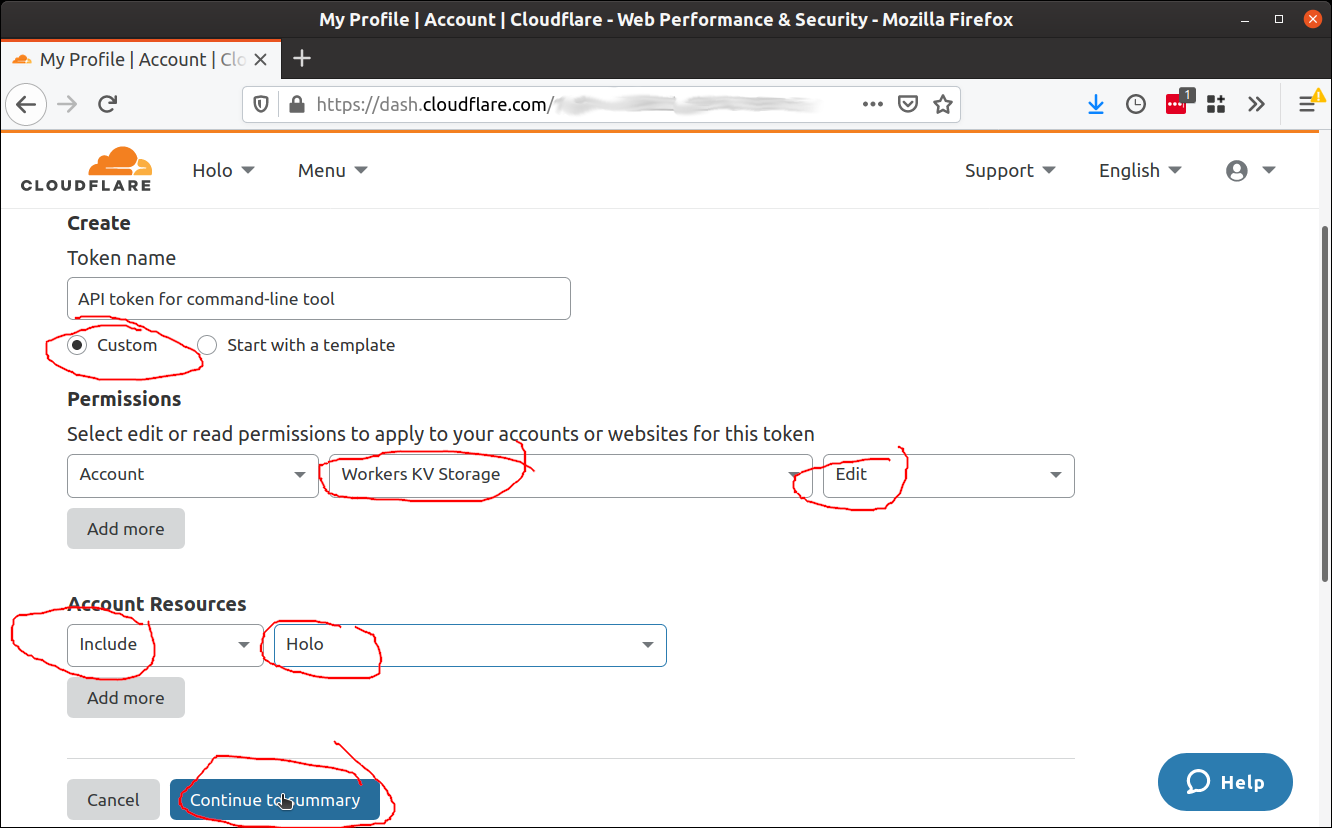 My Profile | Account | Cloudflare - Web Performance & Security - Mozilla Firefox
My Profile | Account | Clo
https://dash.cloudflare.com/
1
CLOUDFLARE
Holo
Menu
Support
English
Create
Token name
API token for command-line tool
Custom
Start with a template
Permissions
Select edit or read permissions to apply to your accounts or websites for this token
Account
Workers KV Storage
Edit
Add more
Account Resources
Include
Holo
Add more
Cancel
Continue to summary
Help